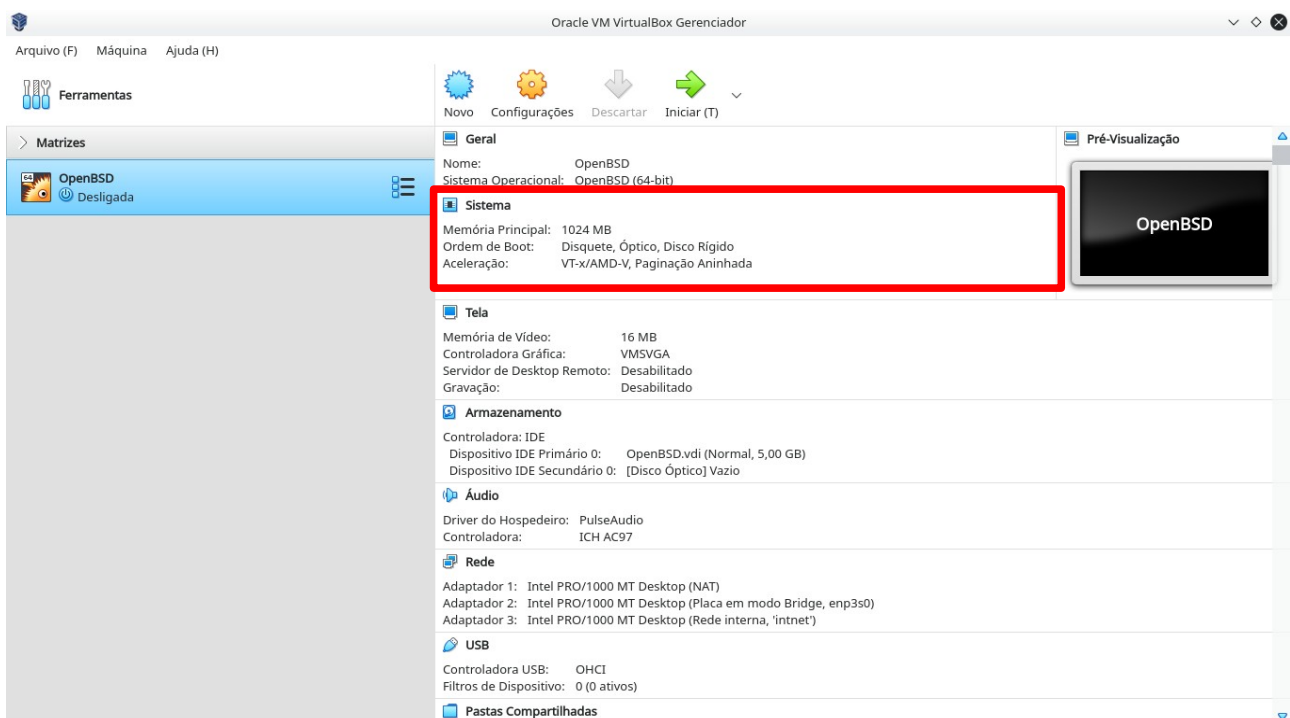 Oracle VM VirtualBox Gerenciador
Arquivo (F) Máquina Ajuda (H)
Ferramentas
Novo Configurações Descartar Iniciar (T)
Matrizes
64
OpenBSD
Desligada
Geral
Nome: OpenBSD
Sistema Operacional: OpenBSD (64-bit)
Sistema
Memória Principal: 1024 MB
Ordem de Boot: Disquete, Óptico, Disco Rígido
Aceleração: VT-x/AMD-V, Paginação Aninhada
Pré-Visualização
OpenBSD
Tela
Memória de Vídeo: 16 MB
Controladora Gráfica: VMSVGA
Servidor de Desktop Remoto: Desabilitado
Gravação: Desabilitado
Armazenamento
Controladora: IDE
Dispositivo IDE Primário 0: OpenBSD.vdi (Normal, 5,00 GB)
Dispositivo IDE Secundário 0: [Disco Óptico] Vazio
Áudio
Driver do Hospedeiro: PulseAudio
Controladora: ICH AC97
Rede
Adaptador 1: Intel PRO/1000 MT Desktop (NAT)
Adaptador 2: Intel PRO/1000 MT Desktop (Placa em modo Bridge, enp3s0)
Adaptador 3: Intel PRO/1000 MT Desktop (Rede interna, 'intnet')
USB
Controladora USB: OHCI
Filtros de Dispositivo: 0 (0 ativos)
Pastas Compartilhadas